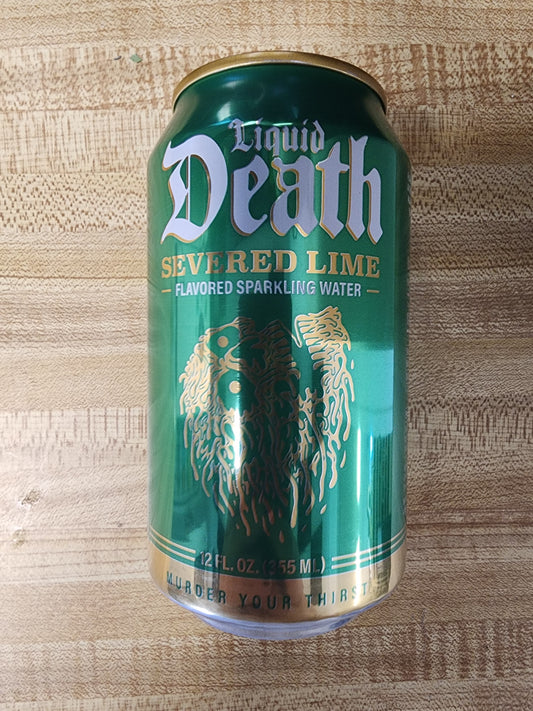 Liquid
Death
SEVERED LIME
FLAVORED SPARKLING WATER
12 FL. OZ. (355 ML)
MURDER YOUR THIRST